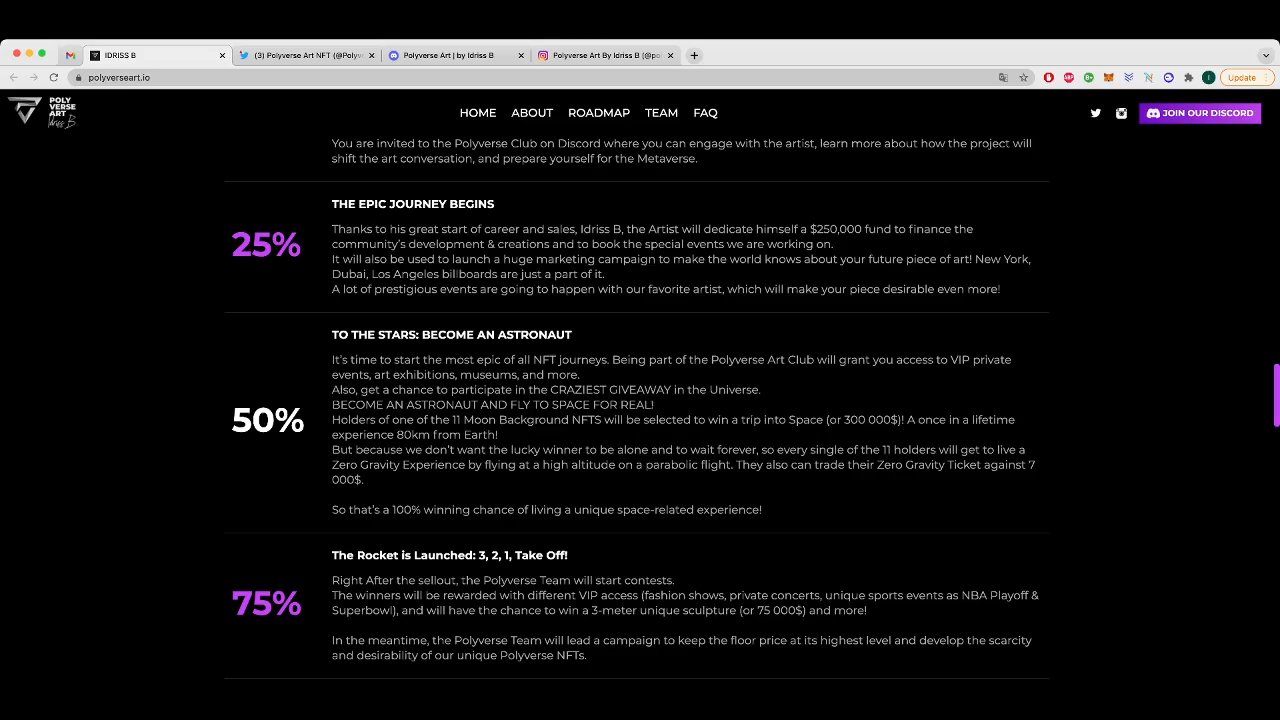 IDRISS B
(3) Polyverse Art NFT (@Polyv
Polyverse Art | by Idriss B
Polyverse Art By Idriss B (@po
polyverseart.io
Update
POLY
VERSE
ART
Idriss B.
HOME
ABOUT
ROADMAP
TEAM
FAQ
JOIN OUR DISCORD
You are invited to the Polyverse Club on Discord where you can engage with the artist, learn more about how the project will
shift the art conversation, and prepare yourself for the Metaverse.
THE EPIC JOURNEY BEGINS
25%
Thanks to his great start of career and sales, Idriss B, the Artist will dedicate himself a $250,000 fund to finance the
community's development & creations and to book the special events we are working on.
It will also be used to launch a huge marketing campaign to make the world knows about your future piece of art! New York,
Dubai, Los Angeles billboards are just a part of it.
A lot of prestigious events are going to happen with our favorite artist, which will make your piece desirable even more!
TO THE STARS: BECOME AN ASTRONAUT
50%
It's time to start the most epic of all NFT journeys. Being part of the Polyverse Art Club will grant you access to VIP private
events, art exhibitions, museums, and more.
Also, get a chance to participate in the CRAZIEST GIVEAWAY in the Universe.
BECOME AN ASTRONAUT AND FLY TO SPACE FOR REAL!
Holders of one of the 11 Moon Background NFTS will be selected to win a trip into Space (or 300 000$)! A once in a lifetime
experience 80km from Earth!
But because we don't want the lucky winner to be alone and to wait forever, so every single of the 11 holders will get to live a
Zero Gravity Experience by flying at a high altitude on a parabolic flight. They also can trade their Zero Gravity Ticket against 7
000$.
So that's a 100% winning chance of living a unique space-related experience!
The Rocket is Launched: 3, 2, 1, Take Off!
75%
Right After the sellout, the Polyverse Team will start contests.
The winners will be rewarded with different VIP access (fashion shows, private concerts, unique sports events as NBA Playoff &
Superbowl), and will have the chance to win a 3-meter unique sculpture (or 75 000$) and more!
In the meantime, the Polyverse Team will lead a campaign to keep the floor price at its highest level and develop the scarcity
and desirability of our unique Polyverse NFTs.